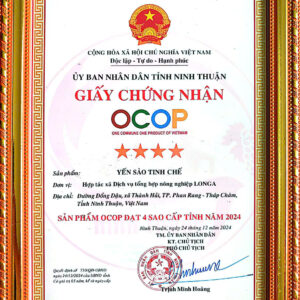 CỘNG HÒA XÃ HỘI CHỦ NGHĨA VIỆT NAM
Độc lập - Tự do - Hạnh phúc
ỦY BAN NHÂN DÂN TỈNH NINH THUẬN
GIẤY CHỨNG NHẬN
OCOP
ONE COMMUNE ONE PRODUCT OF VIETNAM
Sản phẩm: YẾN SÀO TINH CHẾ
Đơn vị: Hợp tác xã Dịch vụ tổng hợp nông nghiệp LONGA
Địa chỉ: Đường Đồng Dậu, xã Thành Hải, TP. Phan Rang - Tháp Chàm,
Tỉnh Ninh Thuận, Việt Nam
SẢN PHẨM OCOP ĐẠT 4 SAO CẤP TỈNH NĂM 2024
Ninh Thuận, ngày 24 tháng 12 năm 2024
TM. ỦY BAN NHÂN DÂN
KT. CHỦ TỊCH
PHÓ CHỦ TỊCH
Trịnh Minh Hoàng